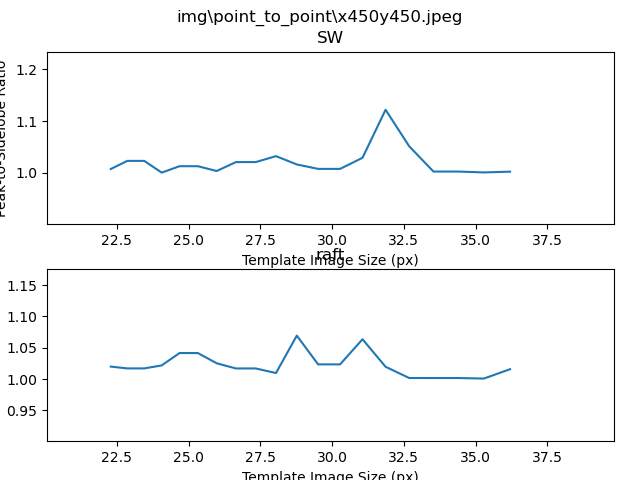 img\point_to_point\x450y450.jpeg
SW
Peak-to-Sidelobe Ratio
1.2
1.1
1.0
22.5 25.0 27.5 30.0 32.5 35.0 37.5
Template Image Size (px)
raft
1.15
1.10
1.05
1.00
0.95
22.5 25.0 27.5 30.0 32.5 35.0 37.5
Template Image Size (px)